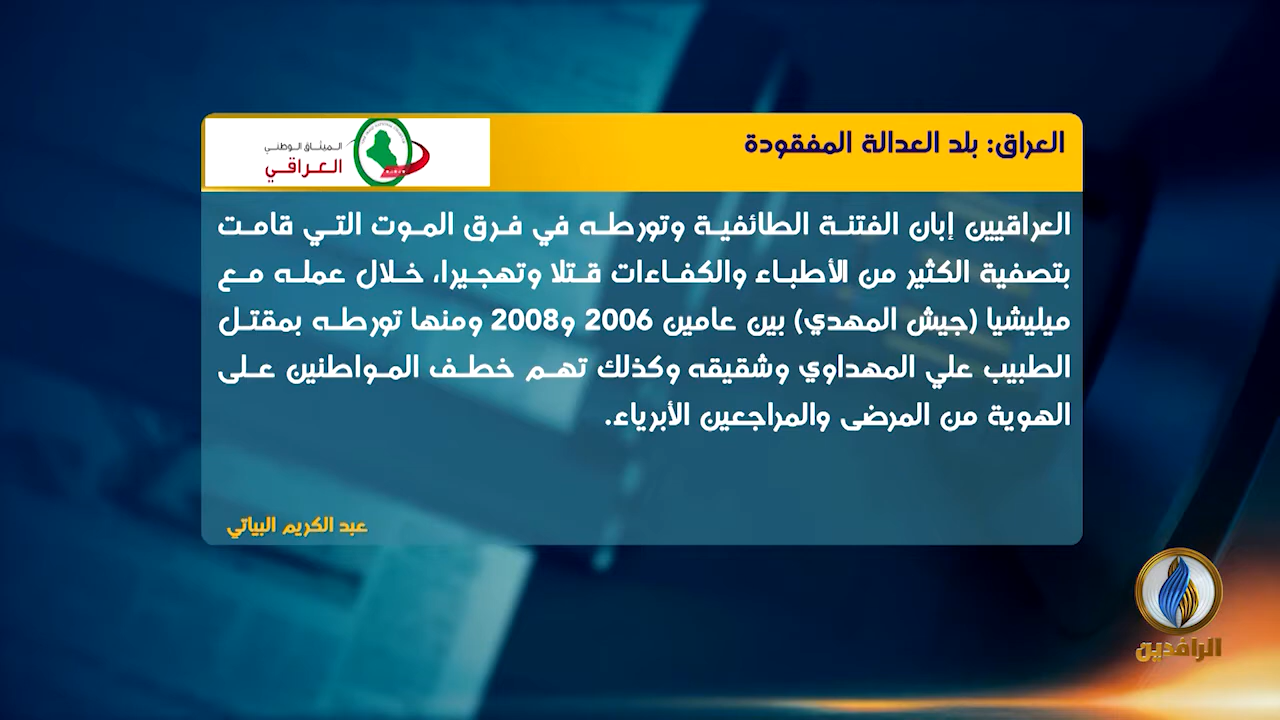 العراق: بلد العدالة المفقودة
الميثاق الوطني
العراقي
العراقيين إبان الفتنة الطائفية وتورطه في فرق الموت التي قامت
بتصفية الكثير من الأطباء والكفاءات قتلا وتهجيرا، خلال عمله مع
ميليشيا (جيش المهدي) بين عامين 2006 و2008 ومنها تورطه بمقتل
الطبيب علي المهداوي وشقيقه وكذلك تهم خطف المواطنين على
الهوية من المرضى والمراجعين الأبرياء.
عبد الكريم البياتي
الرافدين